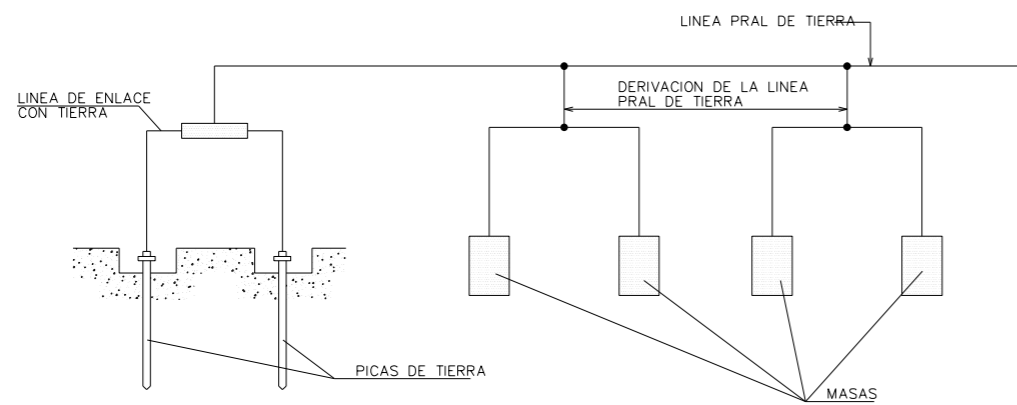 LINEA PRAL DE TIERRA
DERIVACION DE LA LINEA
PRAL DE TIERRA
LINEA DE ENLACE
CON TIERRA
PICAS DE TIERRA
MASAS